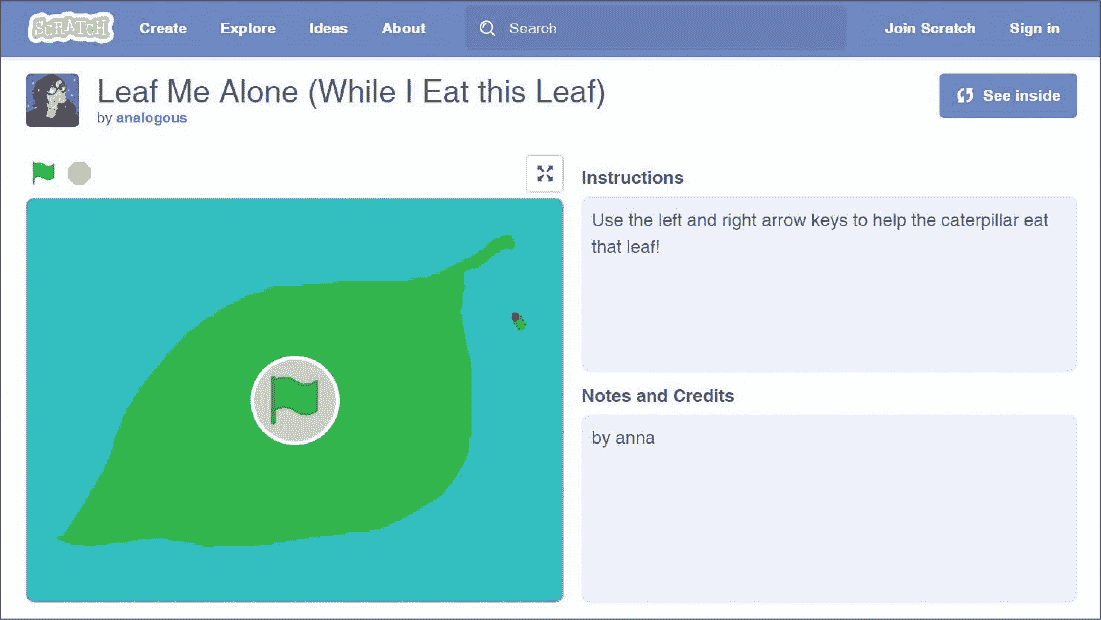 SCRATCH Create Explore Ideas About Search Join Scratch Sign in
Leaf Me Alone (While I Eat this Leaf)
by analogous
See inside
Instructions
Use the left and right arrow keys to help the caterpillar eat
that leaf!
Notes and Credits
by anna